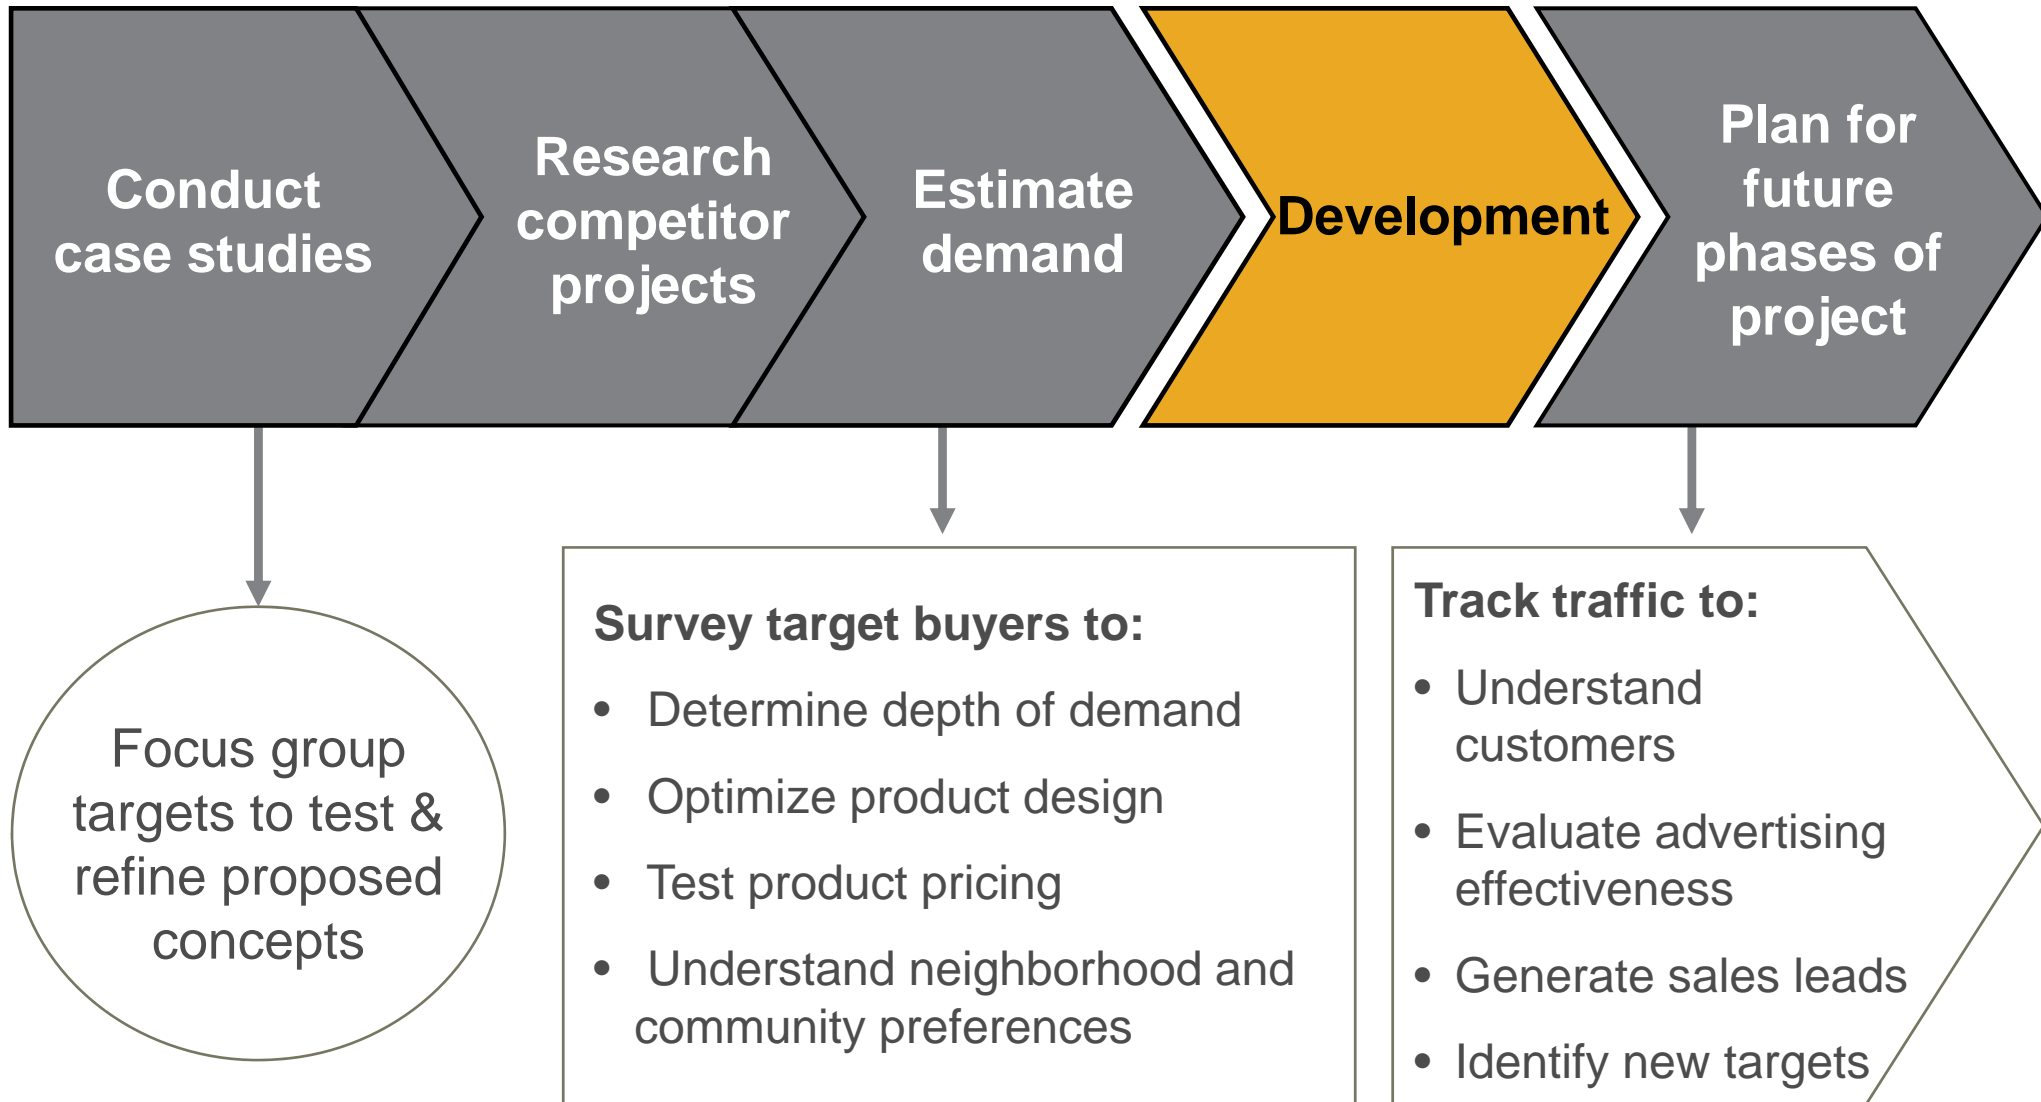 Conduct
case studies
Research
competitor
projects
Estimate
demand
Development
Plan for
future
phases of
project
Focus group
targets to test &
refine proposed
concepts
Survey target buyers to:
• Determine depth of demand
• Optimize product design
• Test product pricing
• Understand neighborhood and
community preferences
Track traffic to:
• Understand
customers
• Evaluate advertising
effectiveness
• Generate sales leads
• Identify new targets